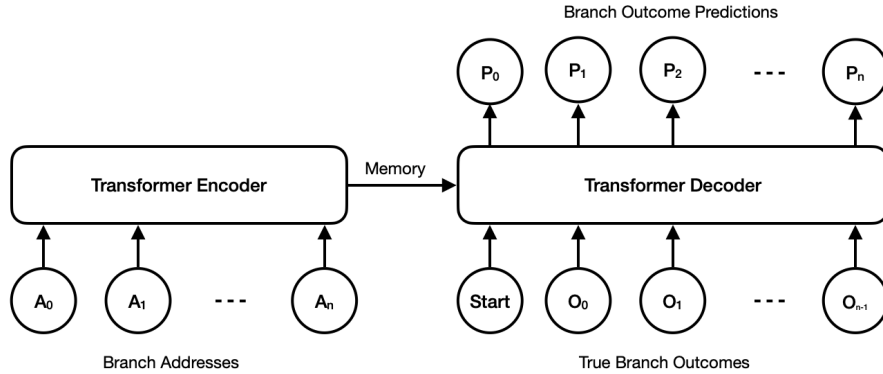 Branch Outcome Predictions
P₀ P₁ P₂ --- Pₙ
Transformer Encoder
Memory
Transformer Decoder
A₀ A₁ --- Aₙ
Start O₀ O₁ --- Oₙ₋₁
Branch Addresses
True Branch Outcomes